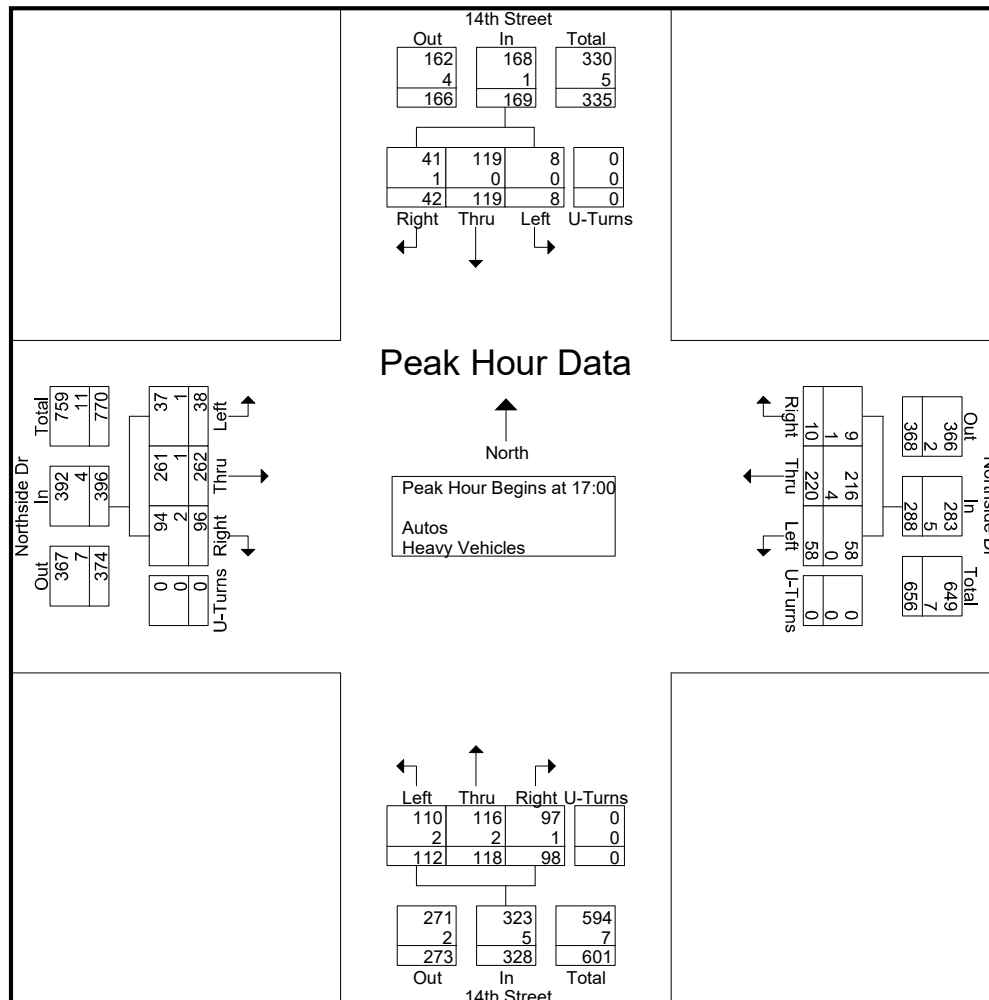 14th Street
Out In Total
162 168 330
4 1 5
166 169 335
41 119 8 0
1 0 0 0
42 119 8 0
Right Thru Left U-Turns
Peak Hour Data
North
Peak Hour Begins at 17:00
Autos
Heavy Vehicles
Northside Dr
Out In Total
367 392 759
7 4 11
374 396 770
0 94 261 37
0 2 1 1
0 96 262 38
U-Turns Right Thru Left
Northside Dr
Out In Total
366 283 649
2 5 7
368 288 656
9 216 58 0
1 4 0 0
10 220 58 0
Right Thru Left U-Turns
Left Thru Right U-Turns
110 116 97 0
2 2 1 0
112 118 98 0
271 323 594
2 5 7
273 328 601
Out In Total
14th Street